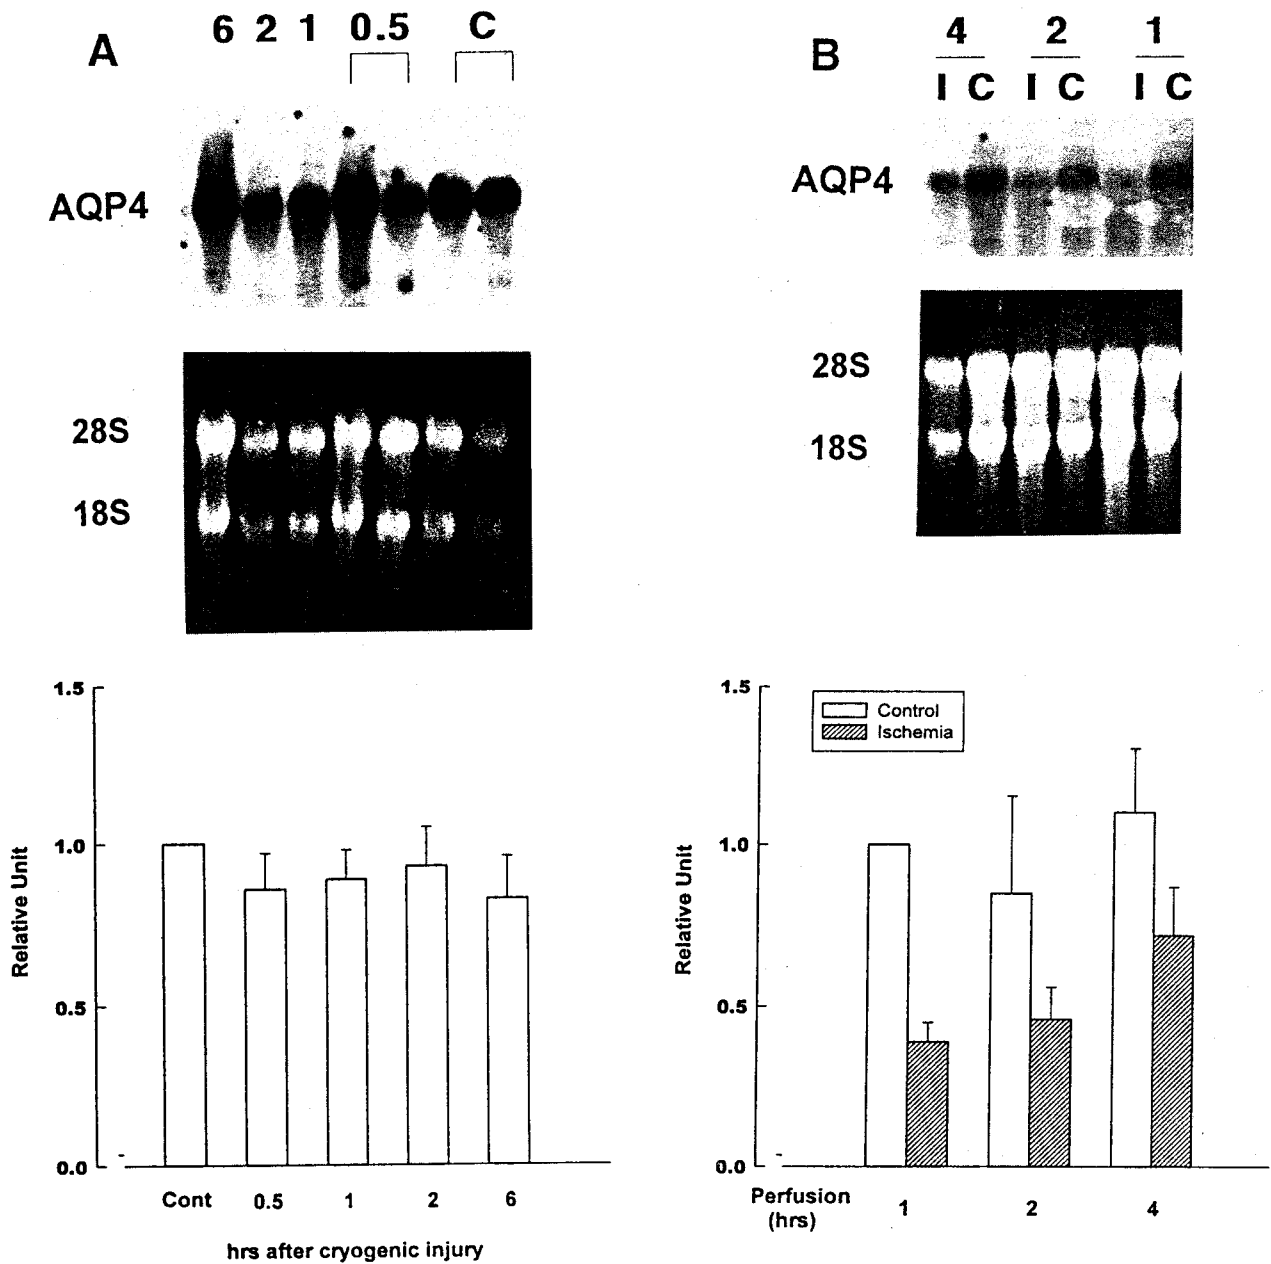 A
6 2 1 0.5 C
AQP4
28S
18S
1.5
1.0
0.5
0.0
Relative Unit
Cont 0.5 1 2 6
hrs after cryogenic injury
B
4 2 1
I C I C I C
AQP4
28S
18S
1.5
1.0
0.5
0.0
Relative Unit
Control
Ischemia
Perfusion
(hrs)
1 2 4